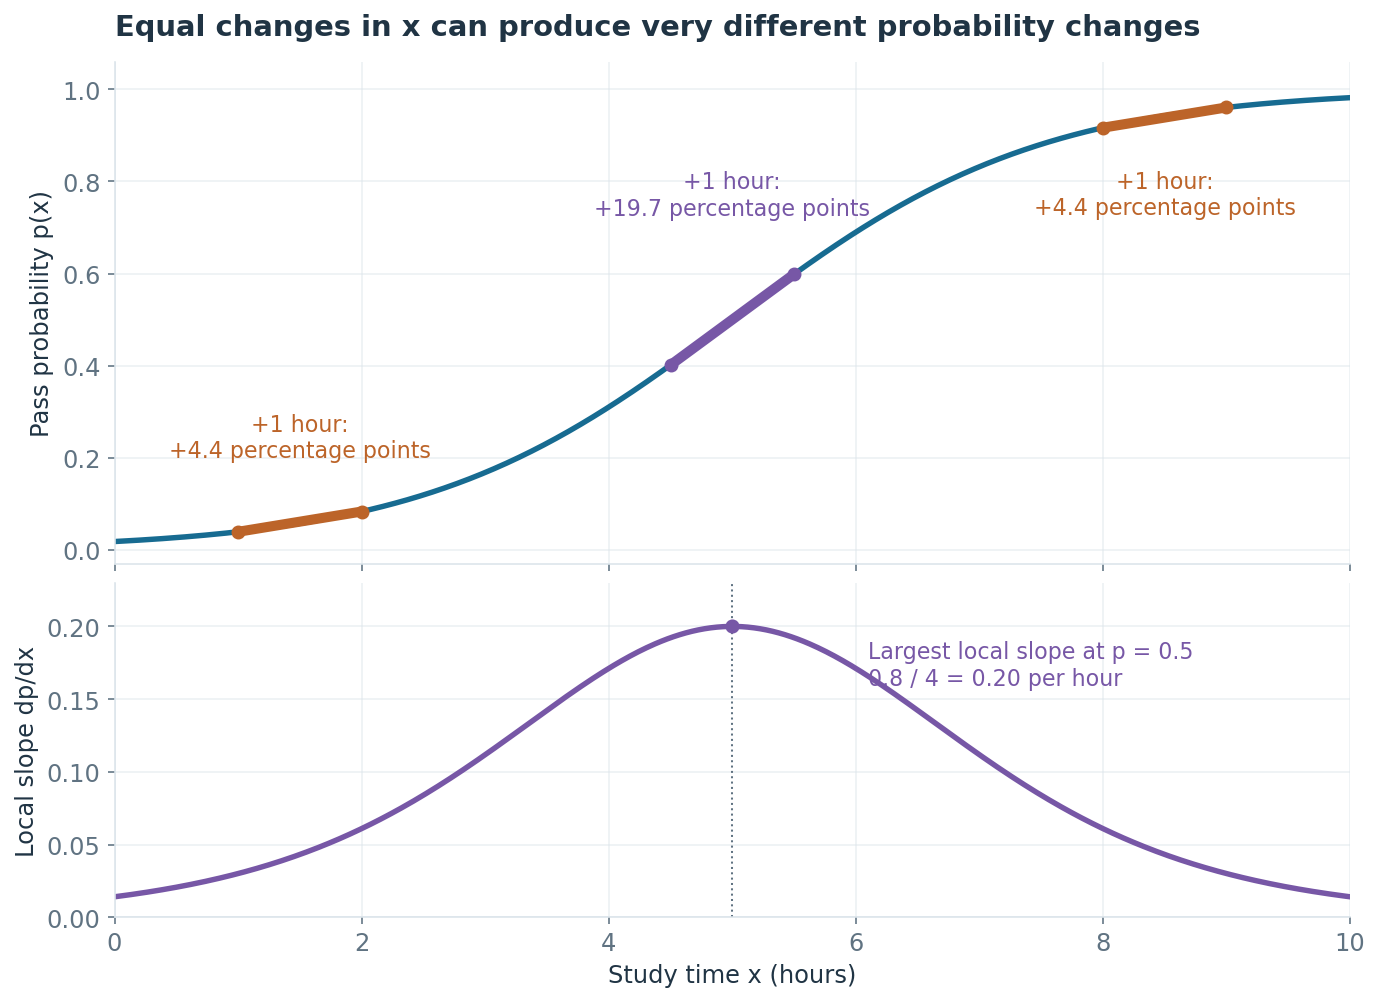 Equal changes in x can produce very different probability changes
Pass probability p(x)
1.0
0.8
0.6
0.4
0.2
0.0
+1 hour:
+19.7 percentage points
+1 hour:
+4.4 percentage points
+1 hour:
+4.4 percentage points
Local slope dp/dx
0.20
0.15
0.10
0.05
0.00
Largest local slope at p = 0.5
0.8 / 4 = 0.20 per hour
0 2 4 6 8 10
Study time x (hours)